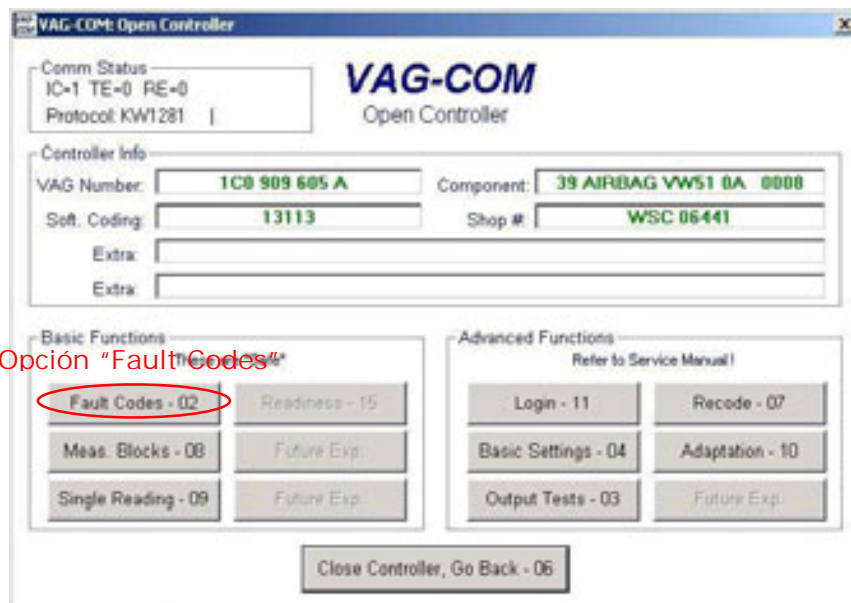 VAG-COM: Open Controller
Comm Status
IC=1 TE=0 RE=0
Protocol: KW1281 |
VAG-COM
Open Controller
Controller Info
VAG Number: 1C0 909 605 A
Component: 39 AIRBAG VW51 0A 0008
Soft. Coding: 13113
Shop #: WSC 06441
Extra:
Extra:
Basic Functions
These are "Safe"
Opción "Fault Codes"
Fault Codes - 02
Readiness - 15
Meas. Blocks - 08
Future Exp.
Single Reading - 09
Future Exp.
Advanced Functions
Refer to Service Manual!
Login - 11
Recode - 07
Basic Settings - 04
Adaptation - 10
Output Tests - 03
Future Exp.
Close Controller, Go Back - 06